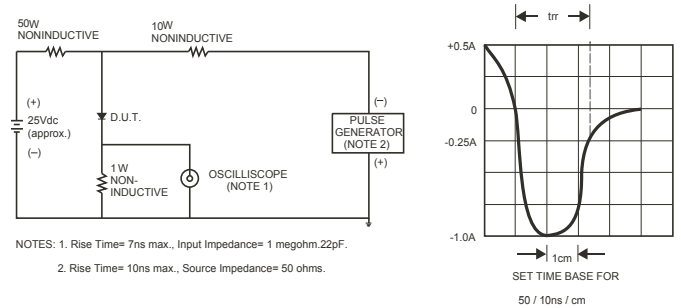 50W
NONINDUCTIVE
10W
NONINDUCTIVE
(+)
25Vdc
(approx.)
(–)
D.U.T.
1W
NON-
INDUCTIVE
OSCILLISCOPE
(NOTE 1)
(–)
PULSE
GENERATOR
(NOTE 2)
(+)
NOTES: 1. Rise Time= 7ns max., Input Impedance= 1 megohm.22pF.
2. Rise Time= 10ns max., Source Impedance= 50 ohms.
trr
+0.5A
0
-0.25A
-1.0A
1cm
SET TIME BASE FOR
50 / 10ns / cm